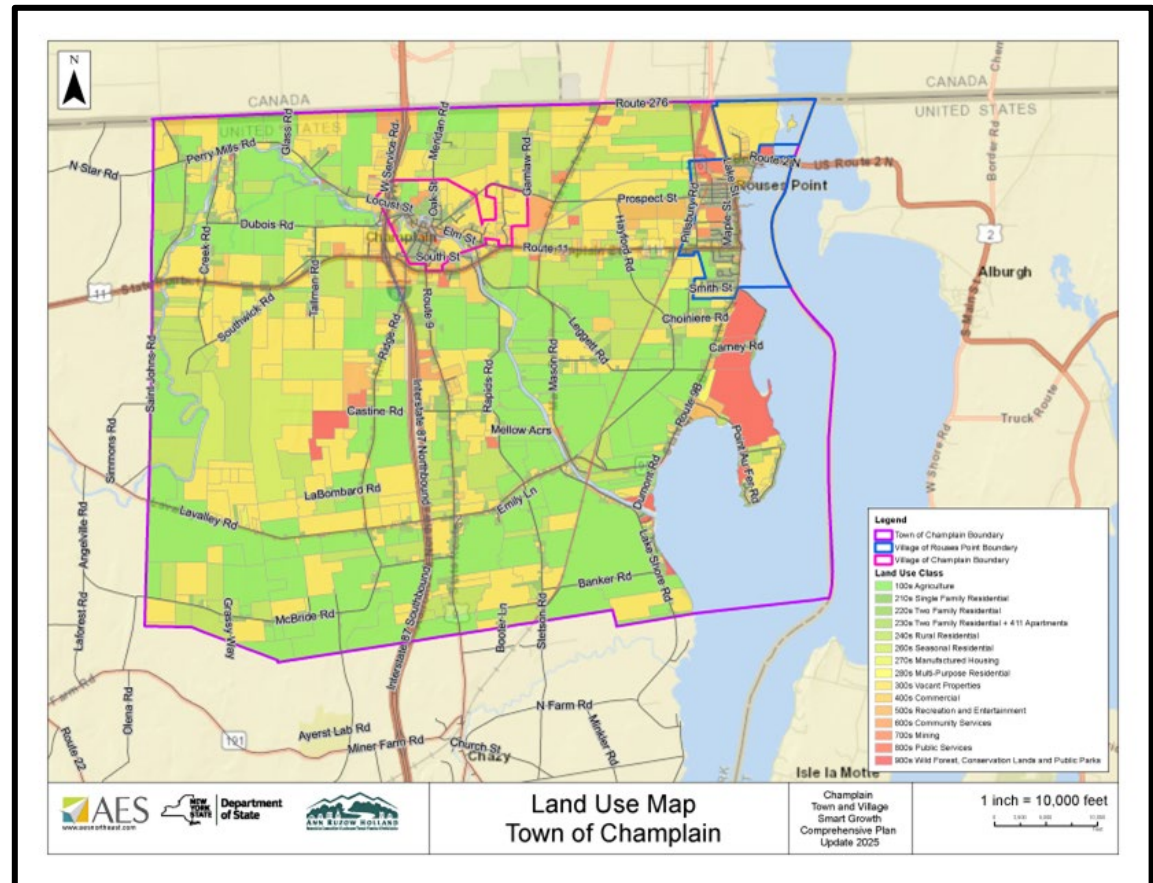 N
CANADA
UNITED STATES
CANADA
UNITED STATES
Route 276
Glass Rd
Meridan Rd
W Service Rd
Perry Mills Rd
N Star Rd
Locust St
Oak St
Gamlaw Rd
Prospect St
Pillsbury Rd
Lake St
Maple St
Route 2 N
US Route 2 N
Rouses Point
Border Rd
Dubois Rd
Creek Rd
Champlain
Elm St
South St
Route 11
Hayford Rd
Smith St
2
Alburgh
S Main St
11
Tallman Rd
Southwick Rd
Saint Johns Rd
Ridge Rd
Route 9
Rapids Rd
Mason Rd
Leggett Rd
Choiniere Rd
Carney Rd
Route 9B
Castine Rd
Interstate 87 Northbound
Mellow Acrs
Point Au Fer Rd
Dumont Rd
Truck Route
W Shore Rd
Simmons Rd
LaBombard Rd
Emily Ln
Lavalley Rd
Angelville Rd
Lake Shore Rd
Banker Rd
McBride Rd
Grassy Way
Laforest Rd
Booter Ln
Stetson Rd
Interstate 87 Southbound
Farm Rd
Olena Rd
Route 22
191
Ayerst Lab Rd
Miner Farm Rd
Church St
Chazy
N Farm Rd
Minkler Rd
Isle la Motte
Legend
Town of Champlain Boundary
Village of Rouses Point Boundary
Village of Champlain Boundary
Land Use Class
100s Agriculture
210s Single Family Residential
220s Two Family Residential
230s Two Family Residential + 411 Apartments
240s Rural Residential
260s Seasonal Residential
270s Manufactured Housing
280s Multi-Purpose Residential
300s Vacant Properties
400s Commercial
500s Recreation and Entertainment
600s Community Services
700s Mining
800s Public Services
900s Wild Forest, Conservation Lands and Public Parks
AES
www.aesnortheast.com
NEW YORK STATE
Department of State
ANN RUZOW HOLLAND
Land Use Map
Town of Champlain
Champlain
Town and Village
Smart Growth
Comprehensive Plan
Update 2025
1 inch = 10,000 feet
Feet